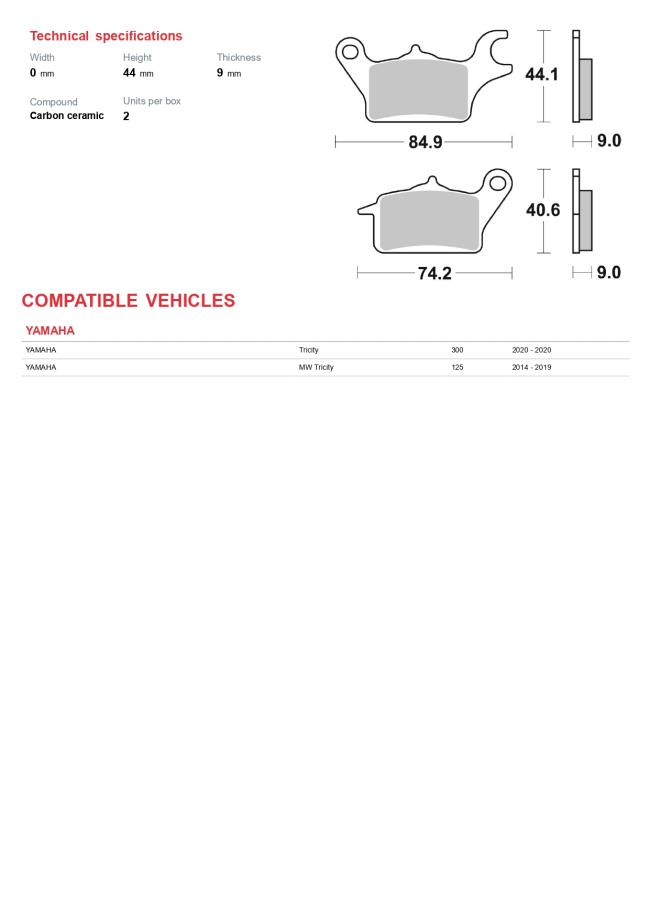 Technical specifications
Width Height Thickness
0 mm 44 mm 9 mm
Compound Units per box
Carbon ceramic 2
44.1
84.9
9.0
40.6
74.2
9.0
COMPATIBLE VEHICLES
YAMAHA
YAMAHA Tricity 300 2020 - 2020
YAMAHA MW Tricity 125 2014 - 2019